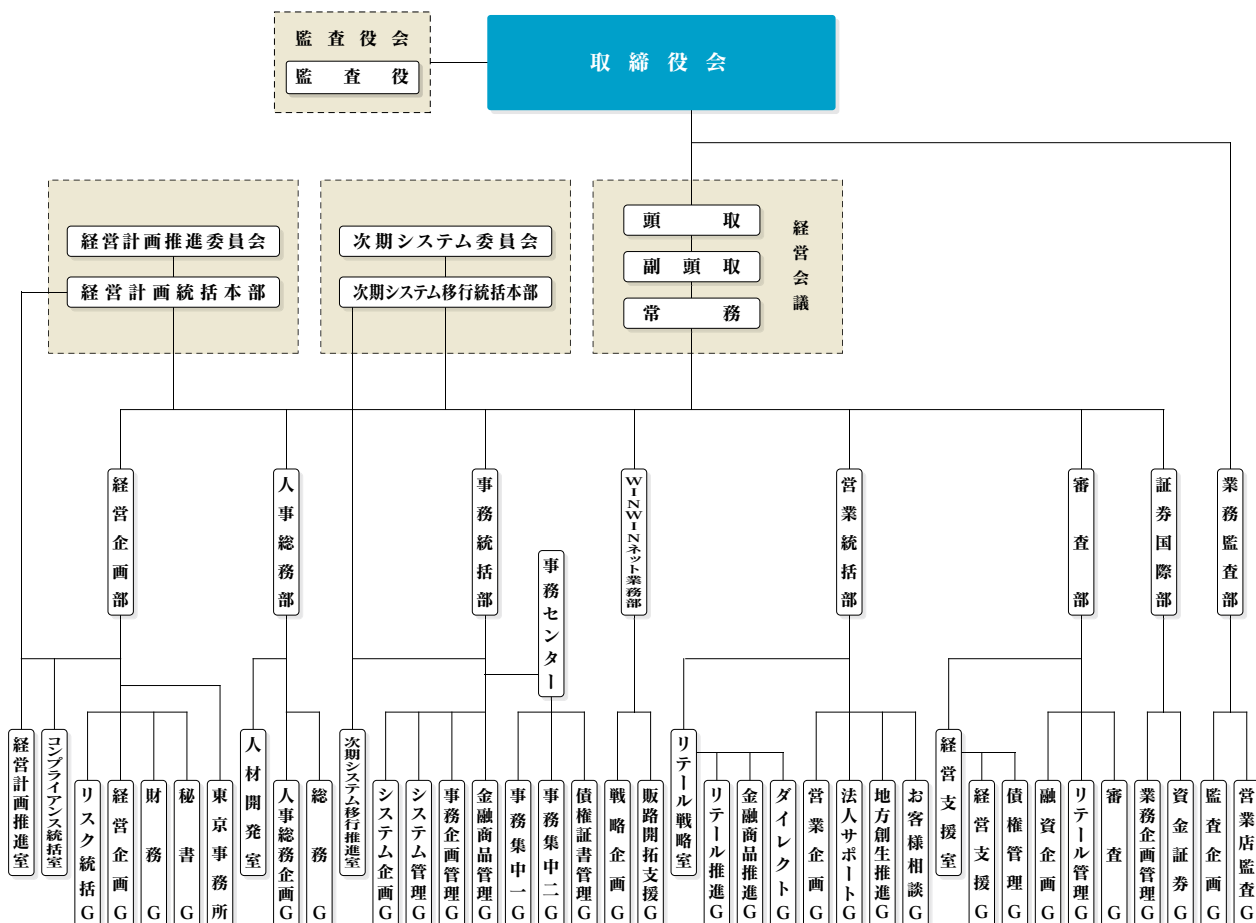 監査役会
監査役
取締役会
経営計画推進委員会
経営計画統括本部
次期システム委員会
次期システム移行統括本部
頭取
副頭取
常務
経営会議
経営企画部
人事総務部
事務統括部
事務センター
WINWINネット業務部
営業統括部
審査部
証券国際部
業務監査部
経営計画推進室
コンプライアンス統括室
リスク統括G
経営企画G
財務G
秘書G
東京事務所
人材開発室
人事総務企画G
総務G
次期システム移行推進室
システム企画G
システム管理G
事務企画管理G
金融商品管理G
事務集中一G
事務集中二G
債権証書管理G
戦略企画G
販路開拓支援G
リテール戦略室
リテール推進G
金融商品推進G
ダイレクトG
営業企画G
法人サポートG
地方創生推進G
お客様相談G
経営支援室
経営支援G
債権管理G
融資企画G
リテール管理G
審査G
業務企画管理G
資金証券G
監査企画G
営業店監査G